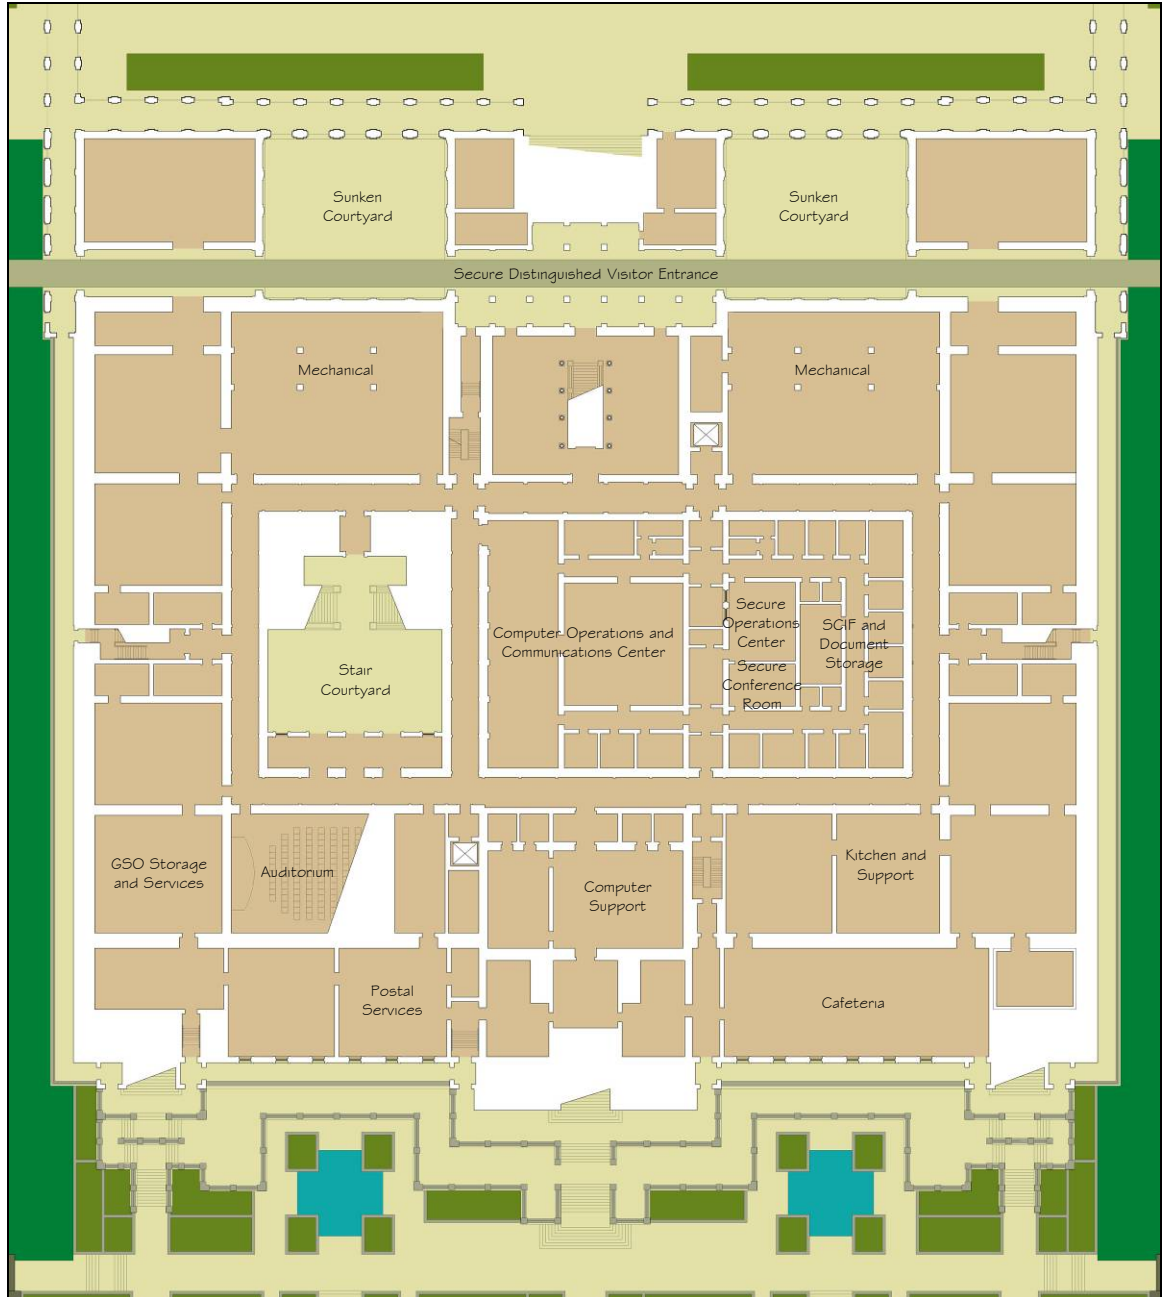 Sunken
Courtyard
Sunken
Courtyard
Secure Distinguished Visitor Entrance
Mechanical
Mechanical
Computer Operations and
Communications Center
Secure
Operations
Center
SCIF and
Document
Storage
Secure
Conference
Room
Stair
Courtyard
GSO Storage
and Services
Auditorium
Computer
Support
Kitchen and
Support
Postal
Services
Cafeteria